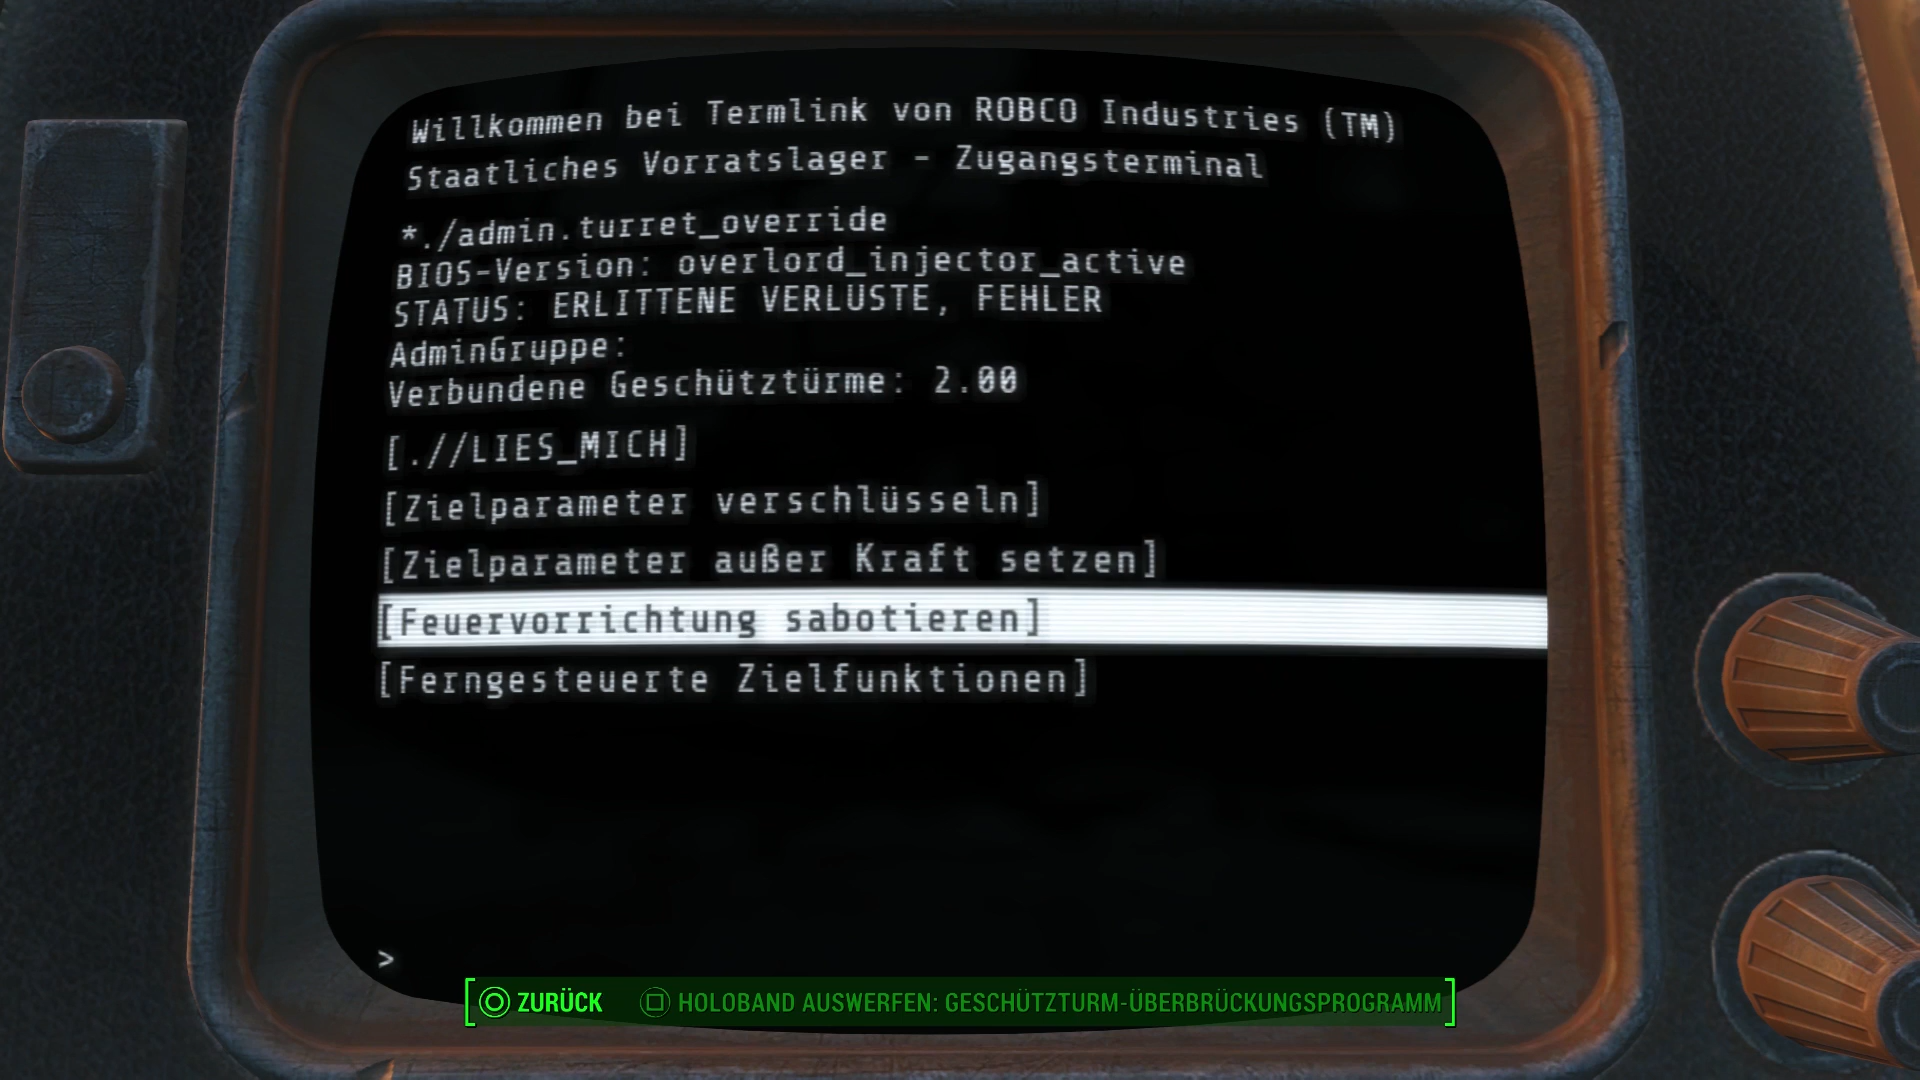 Willkommen bei Termlink von ROBCO Industries (TM)
Staatliches Vorratslager - Zugangsterminal
*./admin.turret_override
BIOS-Version: overlord_injector_active
STATUS: ERLITTENE VERLUSTE, FEHLER
AdminGruppe:
Verbundene Geschütztürme: 2.00
[.//LIES_MICH]
[Zielparameter verschlüsseln]
[Zielparameter außer Kraft setzen]
[Feuervorrichtung sabotieren]
[Ferngesteuerte Zielfunktionen]
>
ZURÜCK HOLOBAND AUSWERFEN: GESCHÜTZTURM-ÜBERBRÜCKUNGSPROGRAMM